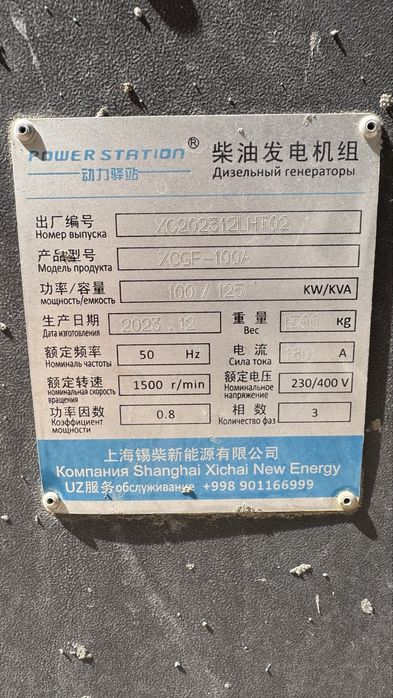 POWER STATION ® 柴油发电机组
动力驿站 Дизельный генераторы
出厂编号 XC202312LHT02
Номер выпуска
产品型号 XCGF-100A
Модель продукта
功率/容量 100 / 125 KW/KVA
мощность/емкость
生产日期 2023.12 重量 Kg
Дата изготовления Вес
额定频率 50 Hz 电流 180 A
Номиналь частоты Сила тока
额定转速 1500 r/min 额定电压 230/400 V
номинальная скорость вращения Номинальное напряжение
功率因数 0.8 相数 3
Коэффициент мощности Количество фаз
上海锡柴新能源有限公司
Компания Shanghai Xichai New Energy
UZ服务 обслуживание +998 901166999